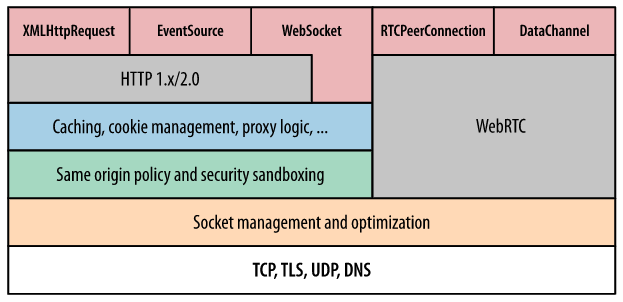 XMLHttpRequest EventSource WebSocket RTCPeerConnection DataChannel
HTTP 1.x/2.0
Caching, cookie management, proxy logic, ...
WebRTC
Same origin policy and security sandboxing
Socket management and optimization
TCP, TLS, UDP, DNS